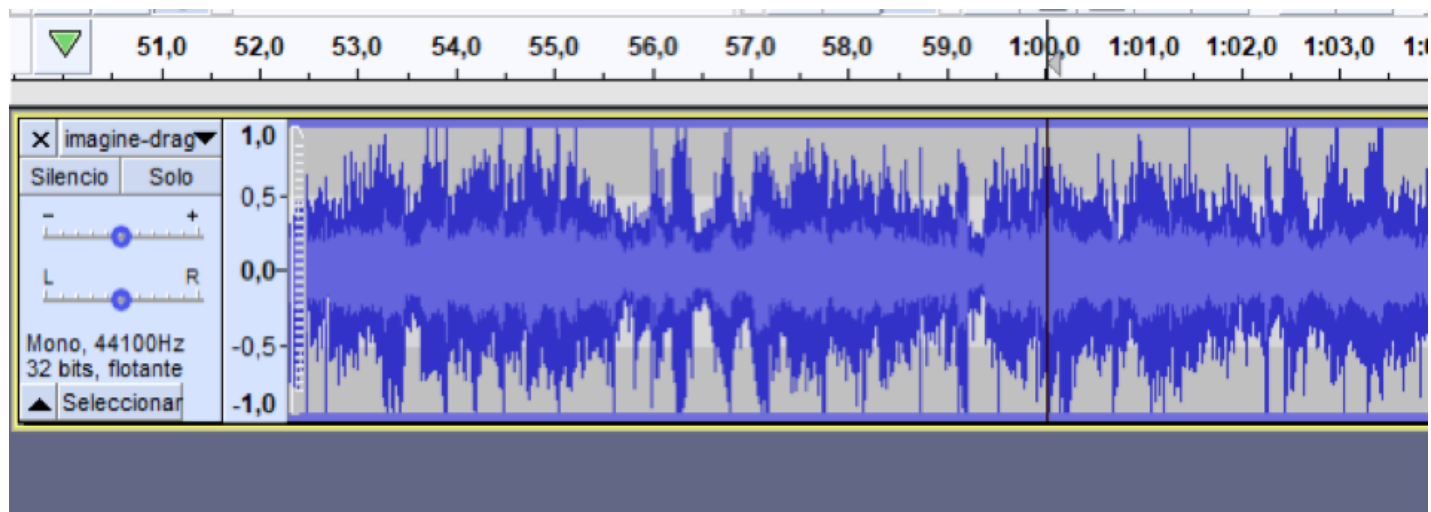 51,0 52,0 53,0 54,0 55,0 56,0 57,0 58,0 59,0 1:00,0 1:01,0 1:02,0 1:03,0
imagine-drag
Silencio Solo
- +
L R
Mono, 44100Hz
32 bits, flotante
Seleccionar
1,0
0,5-
0,0-
-0,5-
-1,0